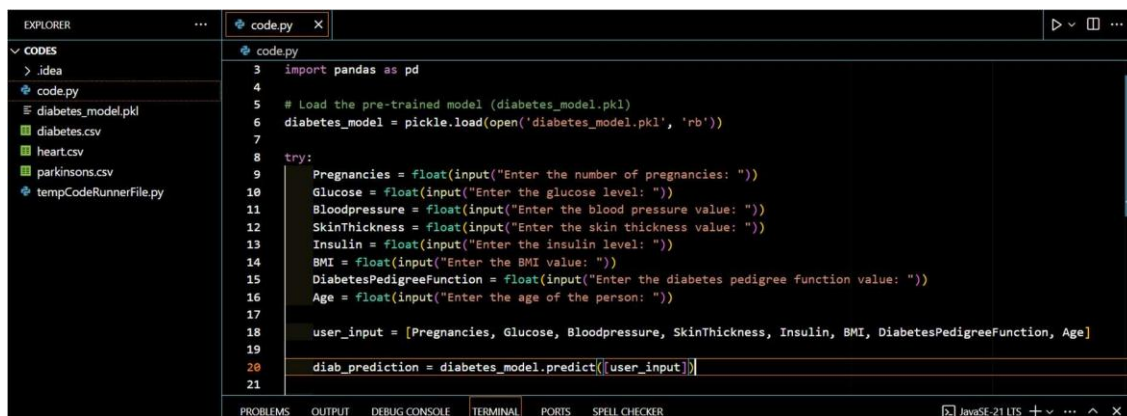 EXPLORER ...
CODES
.idea
code.py
diabetes_model.pkl
diabetes.csv
heart.csv
parkinsons.csv
tempCodeRunnerFile.py
code.py
code.py
3 import pandas as pd
4
5 # Load the pre-trained model (diabetes_model.pkl)
6 diabetes_model = pickle.load(open('diabetes_model.pkl', 'rb'))
7
8 try:
9 Pregnancies = float(input("Enter the number of pregnancies: "))
10 Glucose = float(input("Enter the glucose level: "))
11 Bloodpressure = float(input("Enter the blood pressure value: "))
12 SkinThickness = float(input("Enter the skin thickness value: "))
13 Insulin = float(input("Enter the insulin level: "))
14 BMI = float(input("Enter the BMI value: "))
15 DiabetesPedigreeFunction = float(input("Enter the diabetes pedigree function value: "))
16 Age = float(input("Enter the age of the person: "))
17
18 user_input = [Pregnancies, Glucose, Bloodpressure, SkinThickness, Insulin, BMI, DiabetesPedigreeFunction, Age]
19
20 diab_prediction = diabetes_model.predict([user_input])
21
PROBLEMS OUTPUT DEBUG CONSOLE TERMINAL PORTS SPELL CHECKER JavaSE-21 LTS